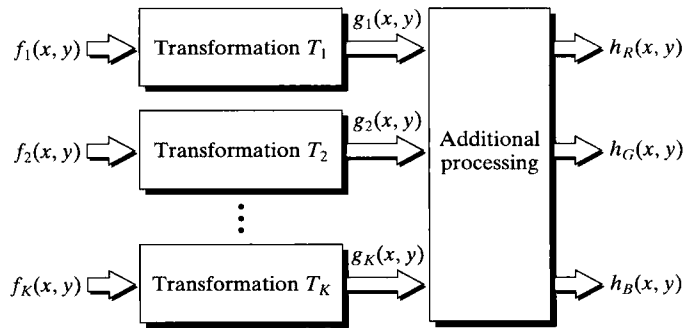 f₁(x, y) Transformation T₁ g₁(x, y) h_R(x, y)
f₂(x, y) Transformation T₂ g₂(x, y) Additional processing h_G(x, y)
f_K(x, y) Transformation T_K g_K(x, y) h_B(x, y)